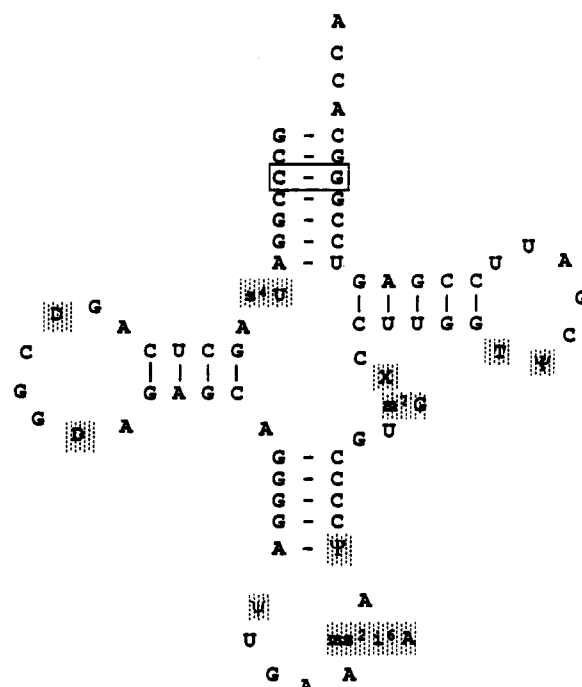 A
C
C
A
G - C
C - G
C - G
C - G
G - C
G - C U
A - U U A
s⁴U G A G C C G
D G A A C U U G G C
C C U C G C T Ψ
X
G G A G C m⁷G
G D A A G U
G - C
G - C
G - C
G - C
A - Ψ
Ψ A
U ms²i⁶A
G A A